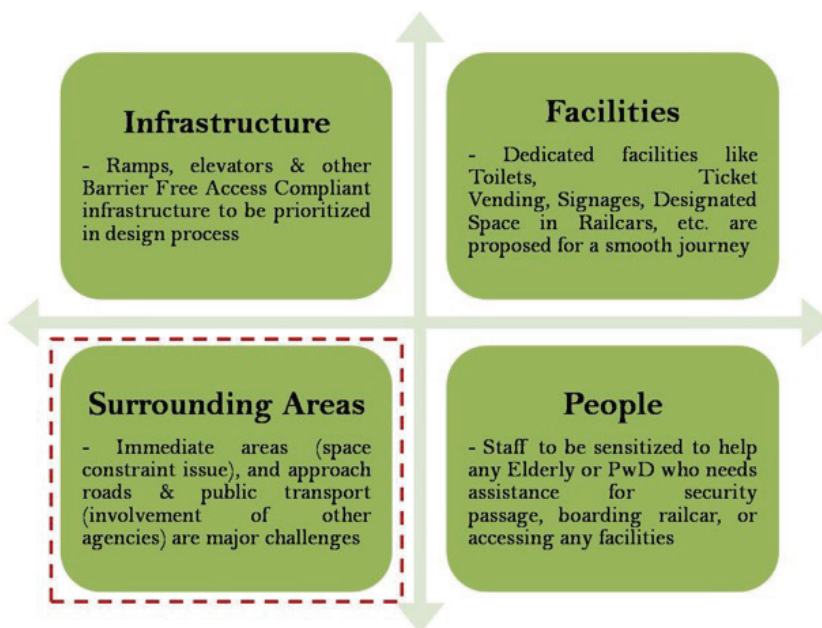 Infrastructure
- Ramps, elevators & other
Barrier Free Access Compliant
infrastructure to be prioritized
in design process
Facilities
- Dedicated facilities like
Toilets, Ticket
Vending, Signages, Designated
Space in Railcars, etc. are
proposed for a smooth journey
Surrounding Areas
- Immediate areas (space
constraint issue), and approach
roads & public transport
(involvement of other
agencies) are major challenges
People
- Staff to be sensitized to help
any Elderly or PwD who needs
assistance for security
passage, boarding railcar, or
accessing any facilities